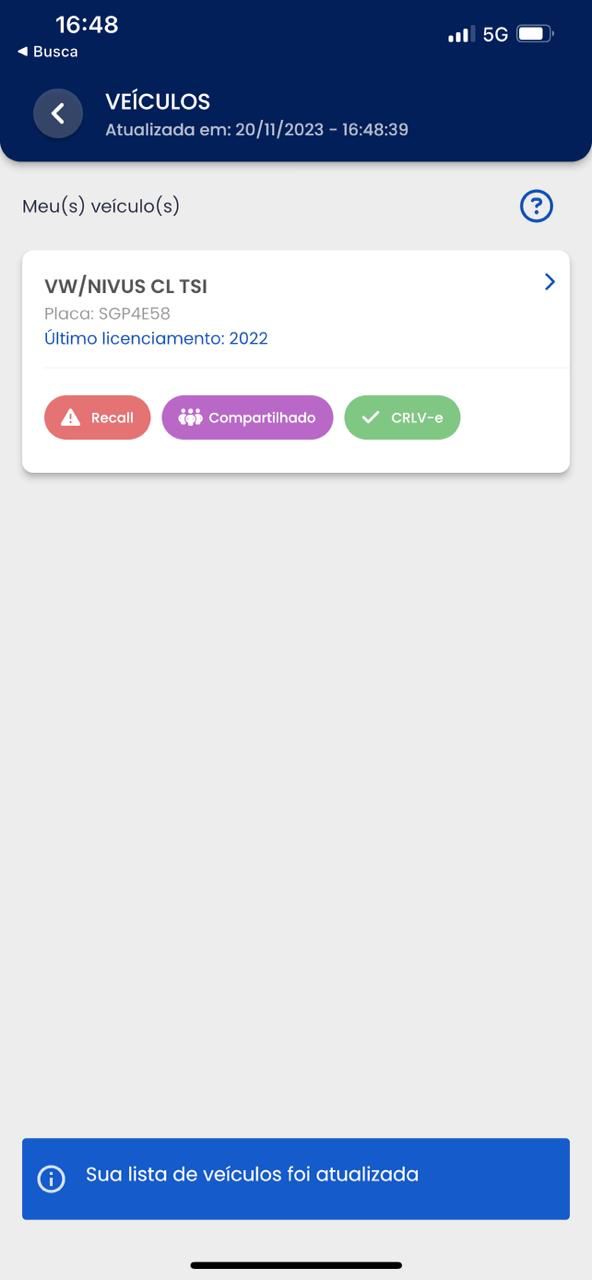 16:48
5G
◀ Busca
VEÍCULOS
Atualizada em: 20/11/2023 - 16:48:39
Meu(s) veículo(s)
?
VW/NIVUS CL TSI
Placa: SGP4E58
Último licenciamento: 2022
Recall
Compartilhado
CRLV-e
Sua lista de veículos foi atualizada